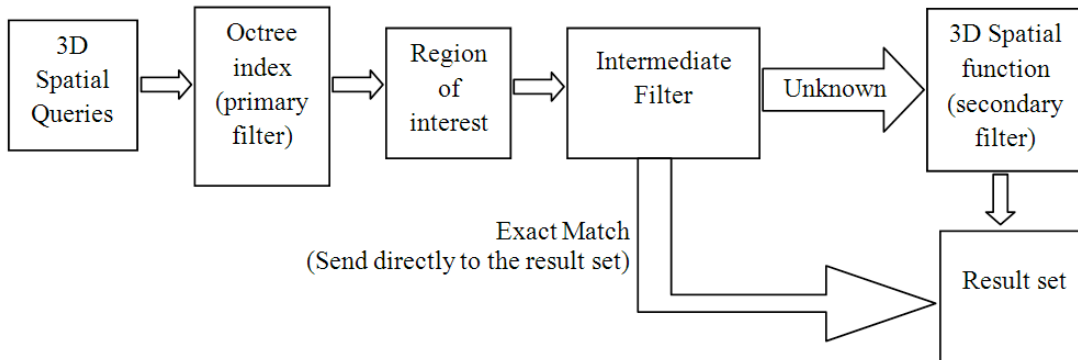 3D
Spatial
Queries
Octree
index
(primary
filter)
Region
of
interest
Intermediate
Filter
Unknown
3D Spatial
function
(secondary
filter)
Exact Match
(Send directly to the result set)
Result set